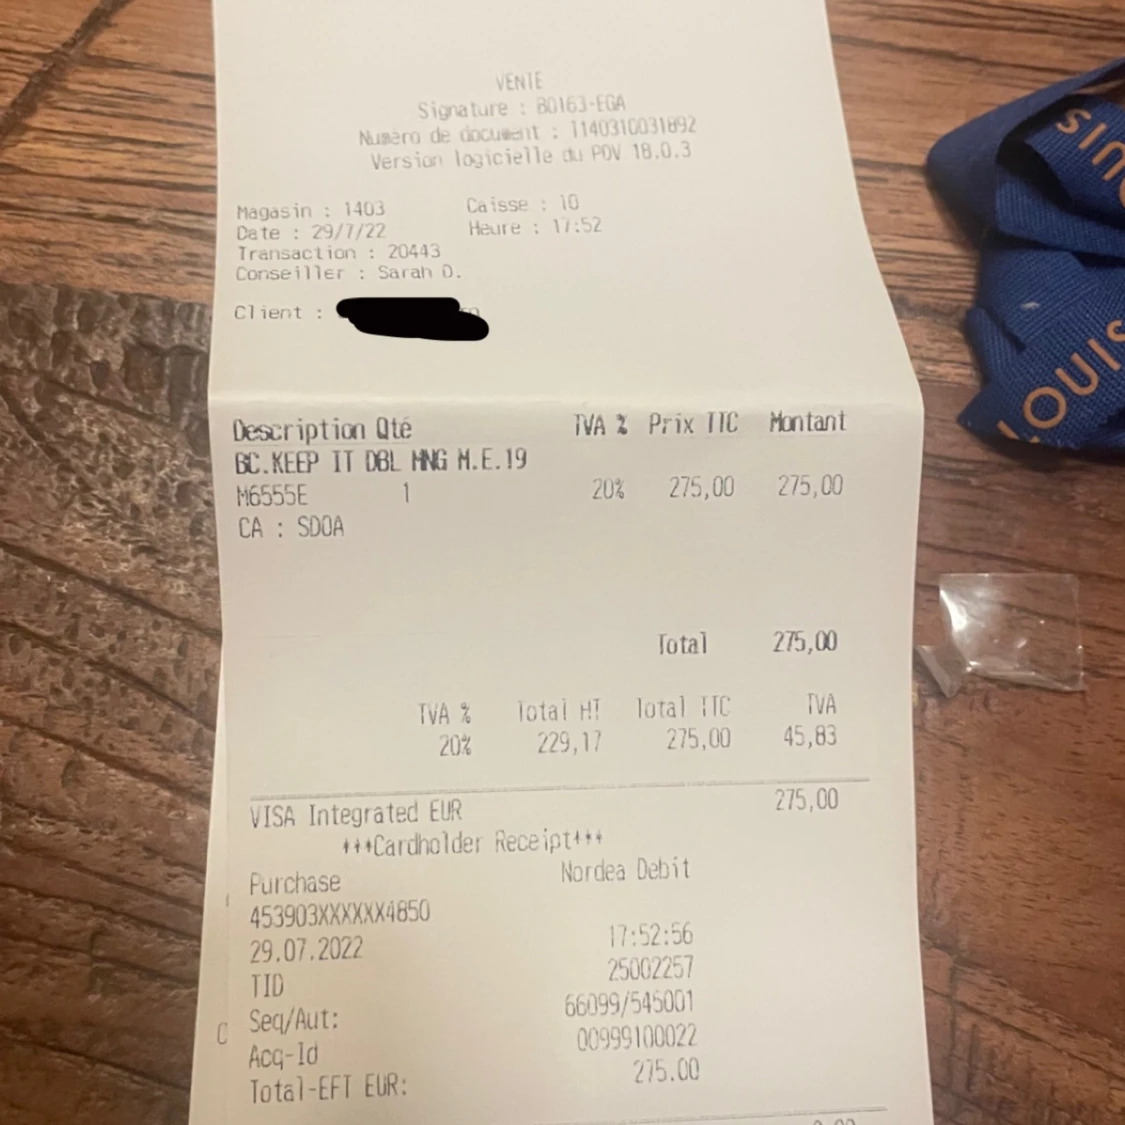 VENTE
Signature : 80163-EGA
Numéro de document : T140310031892
Version logicielle du POV 18.0.3
Magasin : 1403 Caisse : 10
Date : 29/7/22 Heure : 17:52
Transaction : 20443
Conseiller : Sarah O.
Client :
Description Qté TVA % Prix TTC Montant
BC.KEEP IT DBL MNG M.E.19
M6555E 1 20% 275,00 275,00
CA : SDOA
Total 275,00
TVA % Total HT Total TTC TVA
20% 229,17 275,00 45,83
VISA Integrated EUR 275,00
***Cardholder Receipt***
Purchase Nordea Debit
453903XXXXXX4850
29.07.2022 17:52:56
TID 25002257
Seq/Aut: 66099/545001
Acq-Id 00999100022
Total-EFT EUR: 275.00
LOUIS